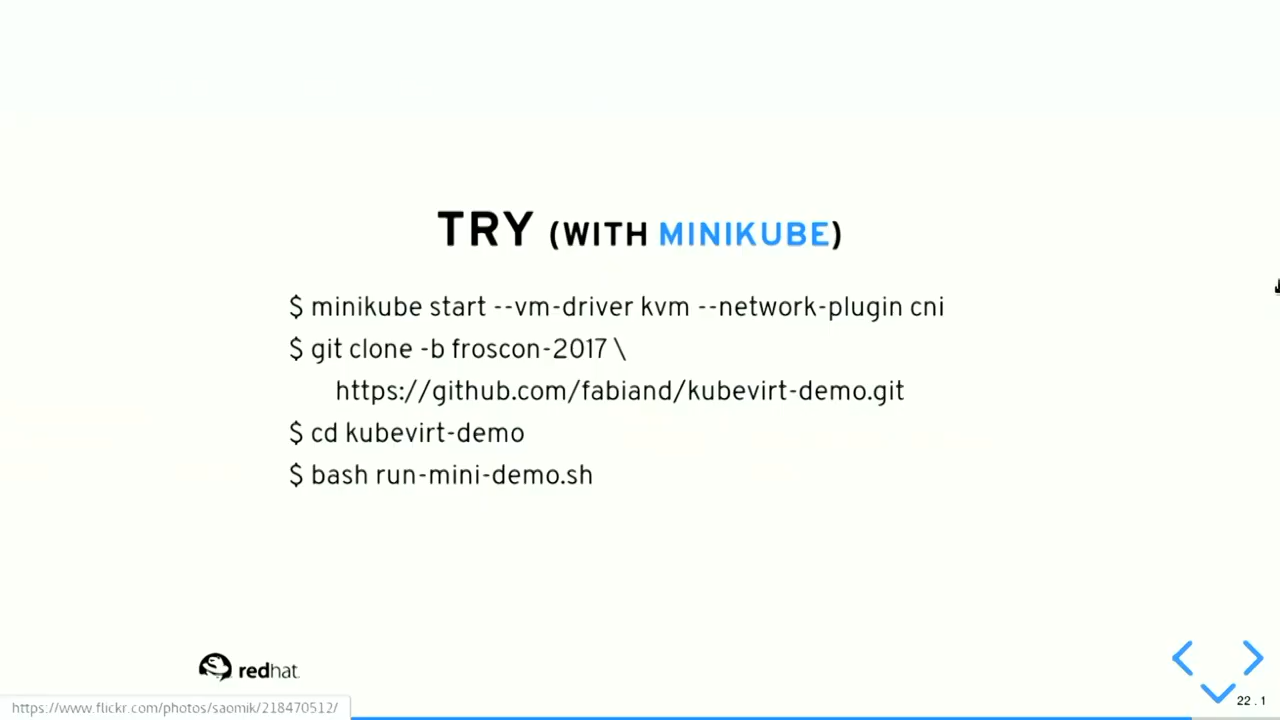 TRY (WITH MINIKUBE)
$ minikube start --vm-driver kvm --network-plugin cni
$ git clone -b froscon-2017 \
https://github.com/fabiand/kubevirt-demo.git
$ cd kubevirt-demo
$ bash run-mini-demo.sh
redhat.
https://www.flickr.com/photos/saomik/218470512/
22.1